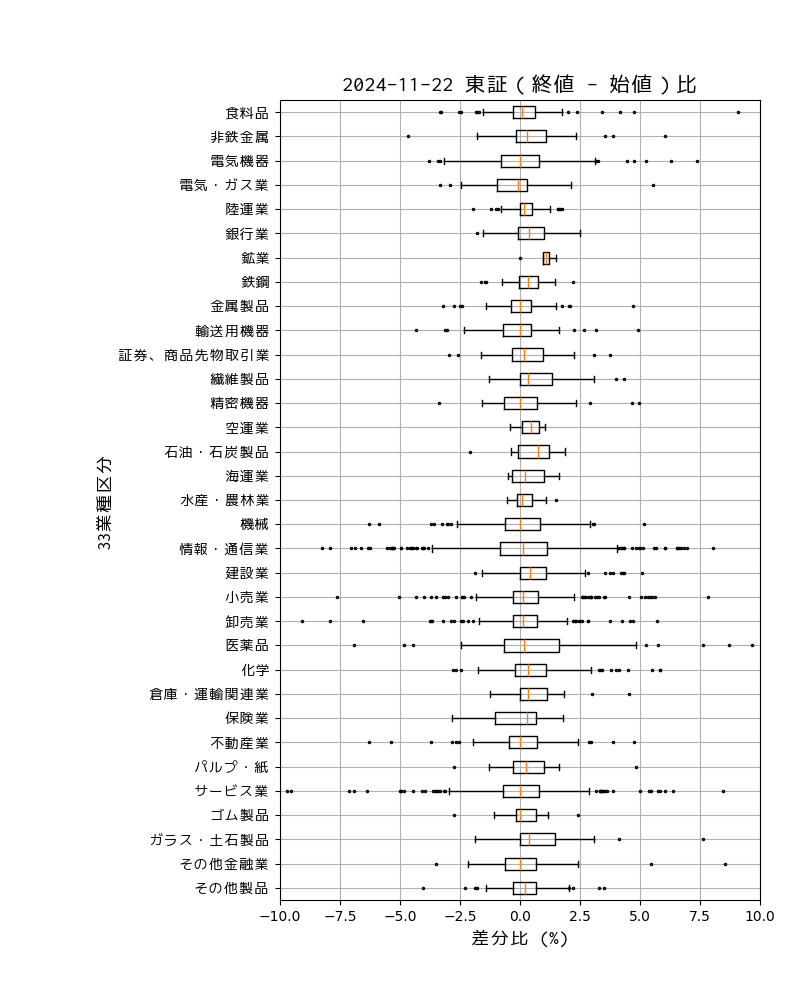 2024-11-22 東証 ( 終値 - 始値 ) 比
食料品
非鉄金属
電気機器
電気・ガス業
陸運業
銀行業
鉱業
鉄鋼
金属製品
輸送用機器
証券、商品先物取引業
繊維製品
精密機器
空運業
石油・石炭製品
海運業
水産・農林業
機械
情報・通信業
建設業
小売業
卸売業
医薬品
化学
倉庫・運輸関連業
保険業
不動産業
パルプ・紙
サービス業
ゴム製品
ガラス・土石製品
その他金融業
その他製品
33業種区分
−10.0 −7.5 −5.0 −2.5 0.0 2.5 5.0 7.5 10.0
差分比 (%)